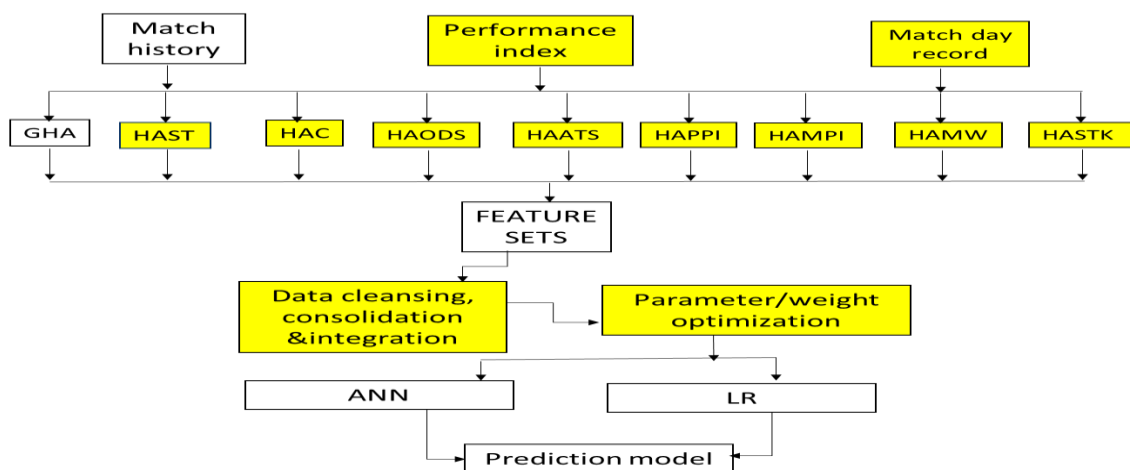 Match
history
Performance
index
Match day
record
GHA
HAST
HAC
HAODS
HAATS
HAPPI
HAMPI
HAMW
HASTK
FEATURE
SETS
Data cleansing,
consolidation
&integration
Parameter/weight
optimization
ANN
LR
Prediction model